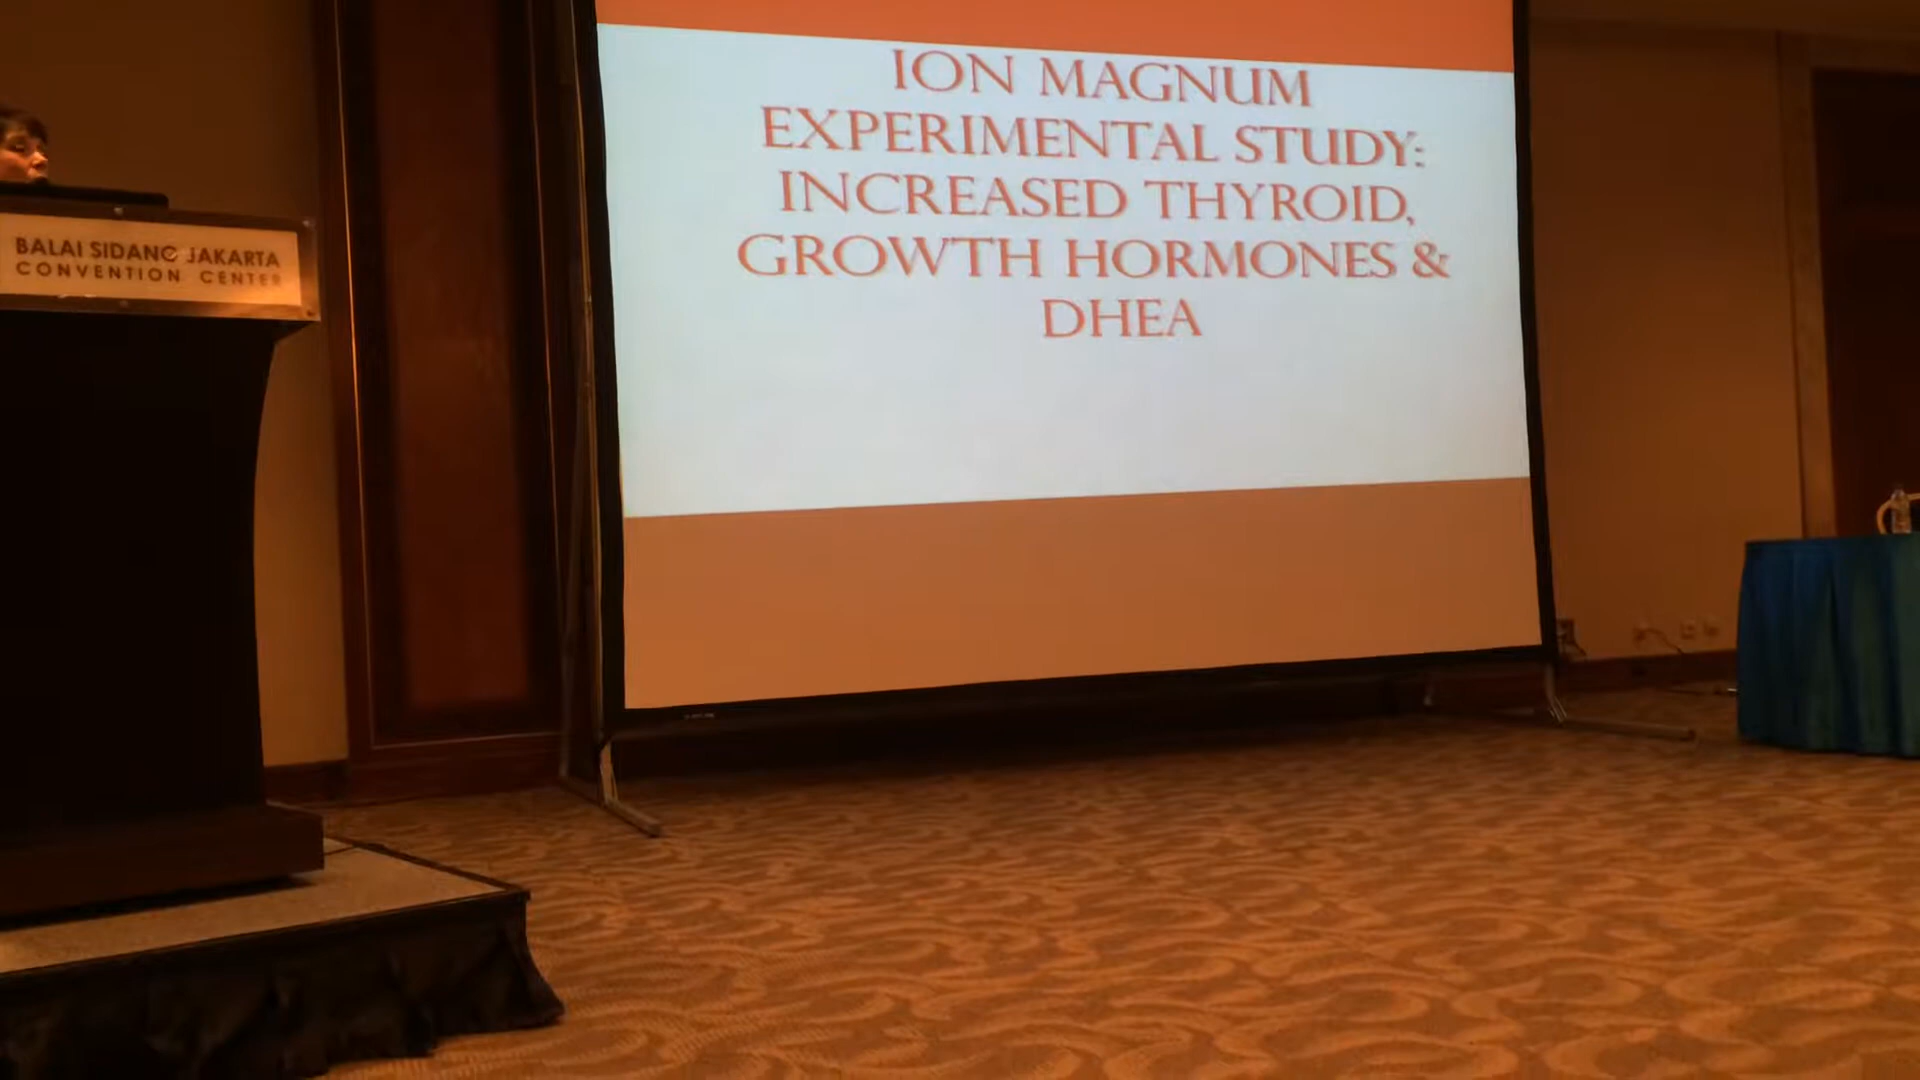 ION MAGNUM
EXPERIMENTAL STUDY:
INCREASED THYROID,
GROWTH HORMONES &
DHEA
BALAI SIDANG JAKARTA
CONVENTION CENTER